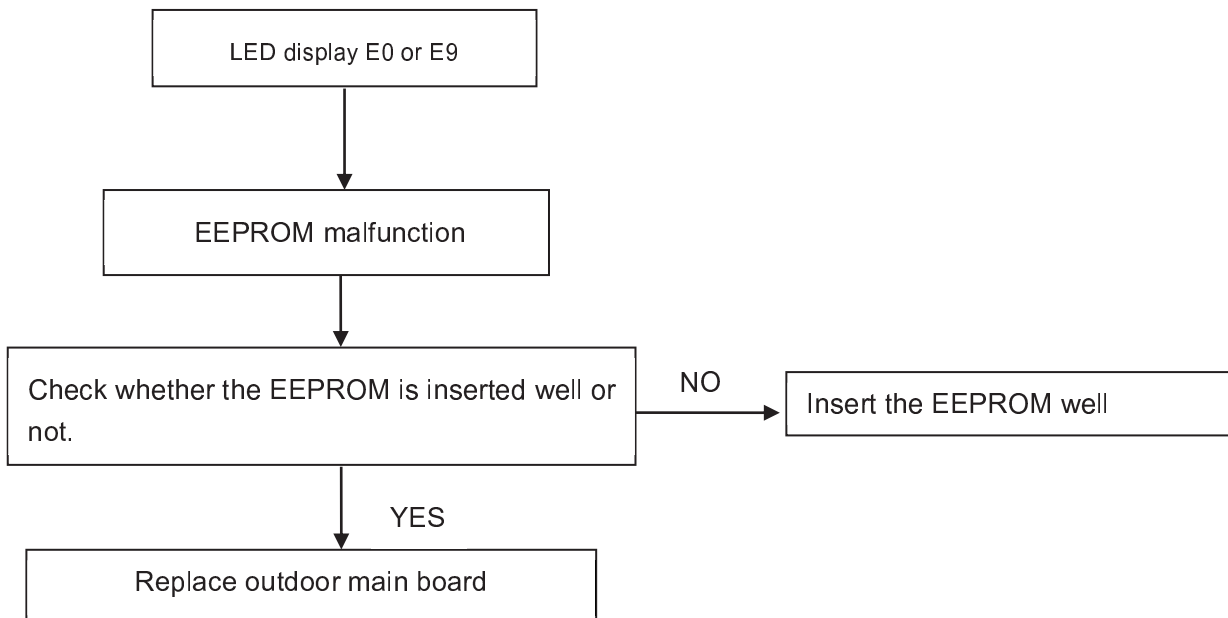 LED display E0 or E9
EEPROM malfunction
Check whether the EEPROM is inserted well or
not.
NO
Insert the EEPROM well
YES
Replace outdoor main board